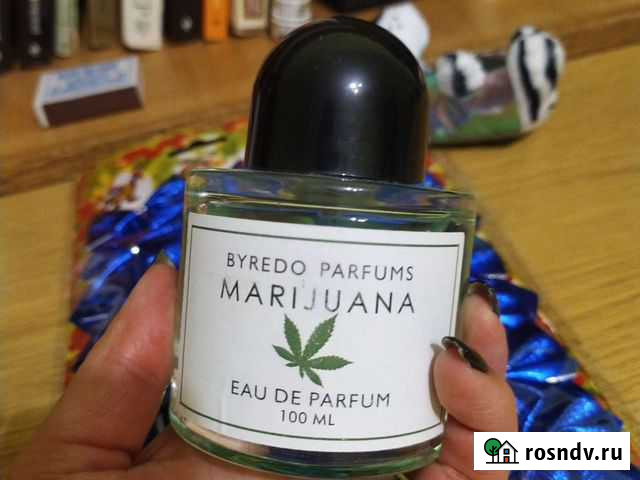 BYREDO PARFUMS
MARIJUANA
EAU DE PARFUM
100 ML
rosndv.ru